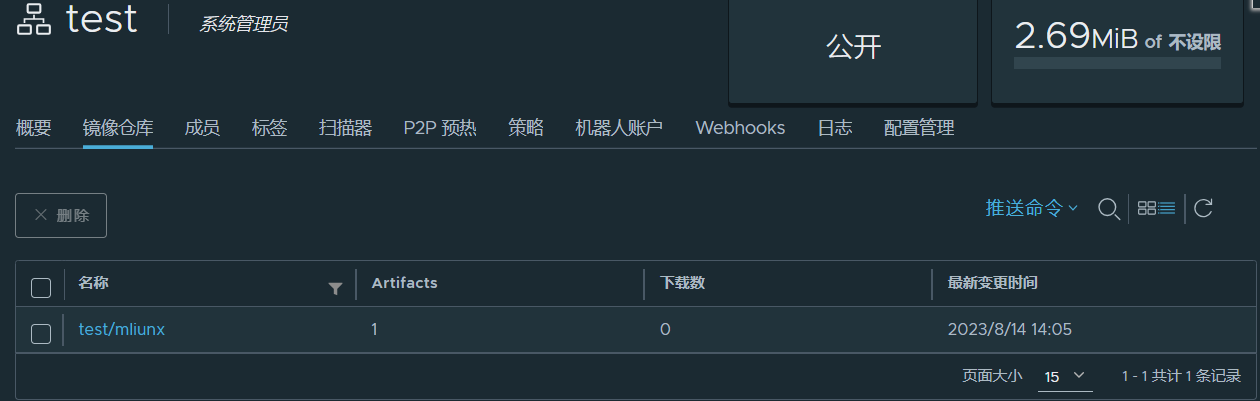 test 系统管理员
公开
2.69MiB of 不设限
概要 镜像仓库 成员 标签 扫描器 P2P 预热 策略 机器人账户 Webhooks 日志 配置管理
× 删除 推送命令
名称 Artifacts 下载数 最新变更时间
test/mliunx 1 0 2023/8/14 14:05
页面大小 15 1 - 1 共计 1 条记录